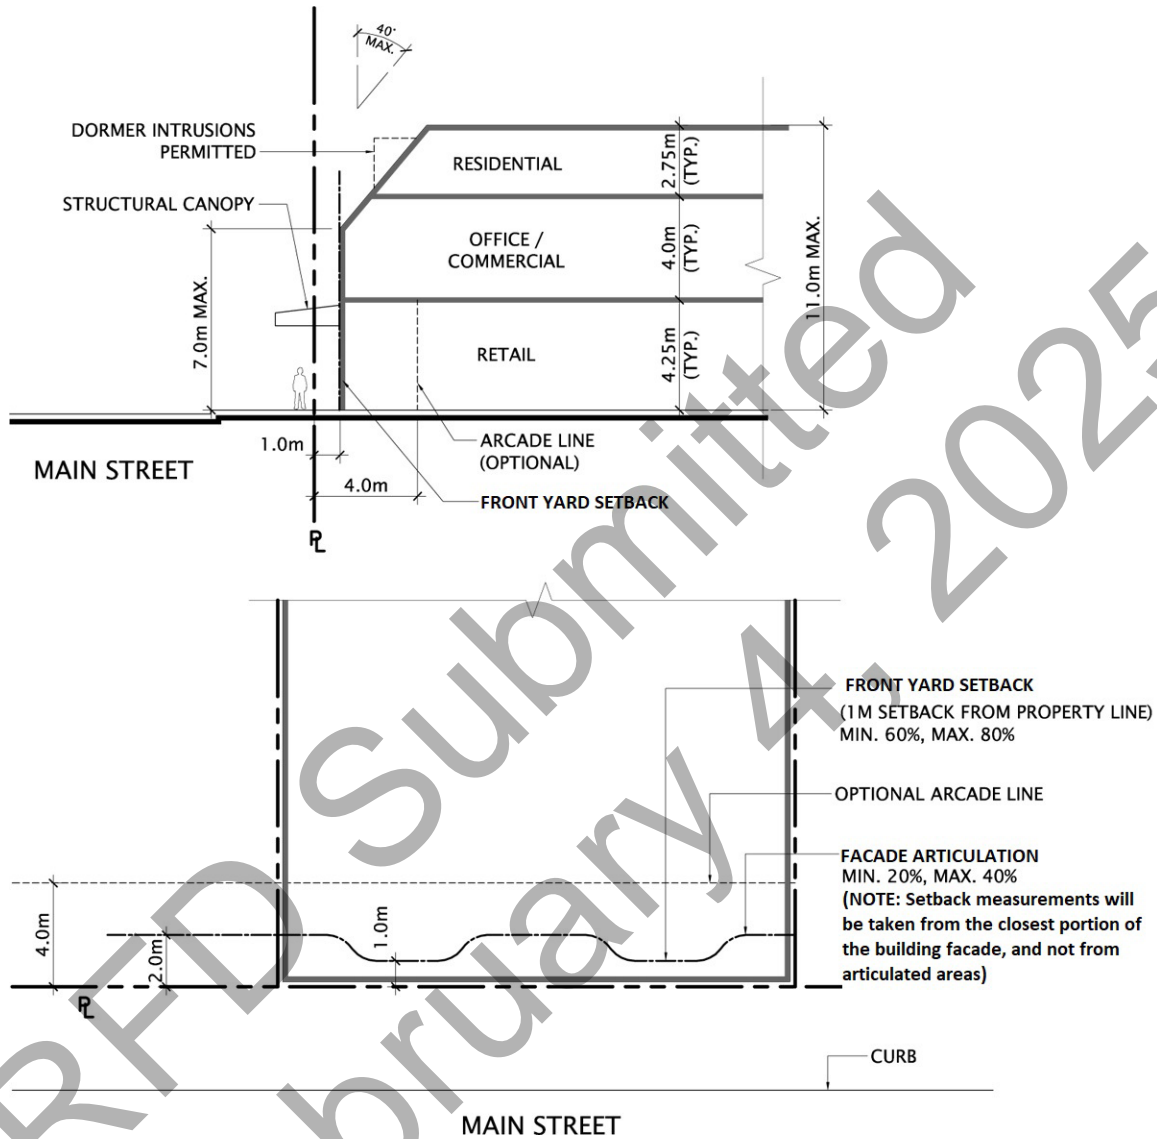 40°
MAX.
DORMER INTRUSIONS
PERMITTED
STRUCTURAL CANOPY
7.0m MAX.
RESIDENTIAL
2.75m
(TYP.)
OFFICE /
COMMERCIAL
4.0m
(TYP.)
11.0m MAX.
RETAIL
4.25m
(TYP.)
MAIN STREET
1.0m
4.0m
ARCADE LINE
(OPTIONAL)
FRONT YARD SETBACK
PL
FRONT YARD SETBACK
(1M SETBACK FROM PROPERTY LINE)
MIN. 60%, MAX. 80%
OPTIONAL ARCADE LINE
FACADE ARTICULATION
MIN. 20%, MAX. 40%
(NOTE: Setback measurements will
be taken from the closest portion of
the building facade, and not from
articulated areas)
4.0m
2.0m
1.0m
PL
CURB
MAIN STREET
RFD Submitted
bruary 4, 2025